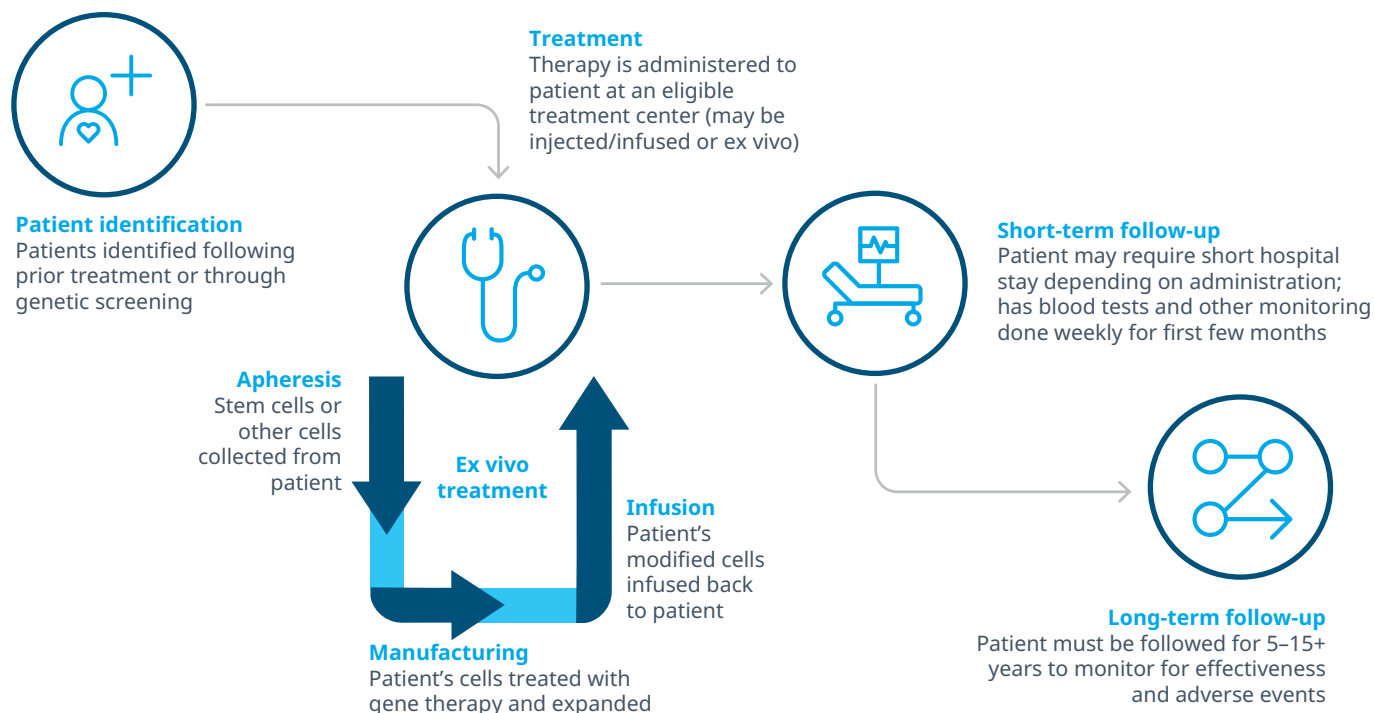 Patient identification
Patients identified following
prior treatment or through
genetic screening
Treatment
Therapy is administered to
patient at an eligible
treatment center (may be
injected/infused or ex vivo)
Apheresis
Stem cells or
other cells
collected from
patient
Ex vivo
treatment
Manufacturing
Patient’s cells treated with
gene therapy and expanded
Infusion
Patient’s
modified cells
infused back
to patient
Short-term follow-up
Patient may require short hospital
stay depending on administration;
has blood tests and other monitoring
done weekly for first few months
Long-term follow-up
Patient must be followed for 5–15+
years to monitor for effectiveness
and adverse events